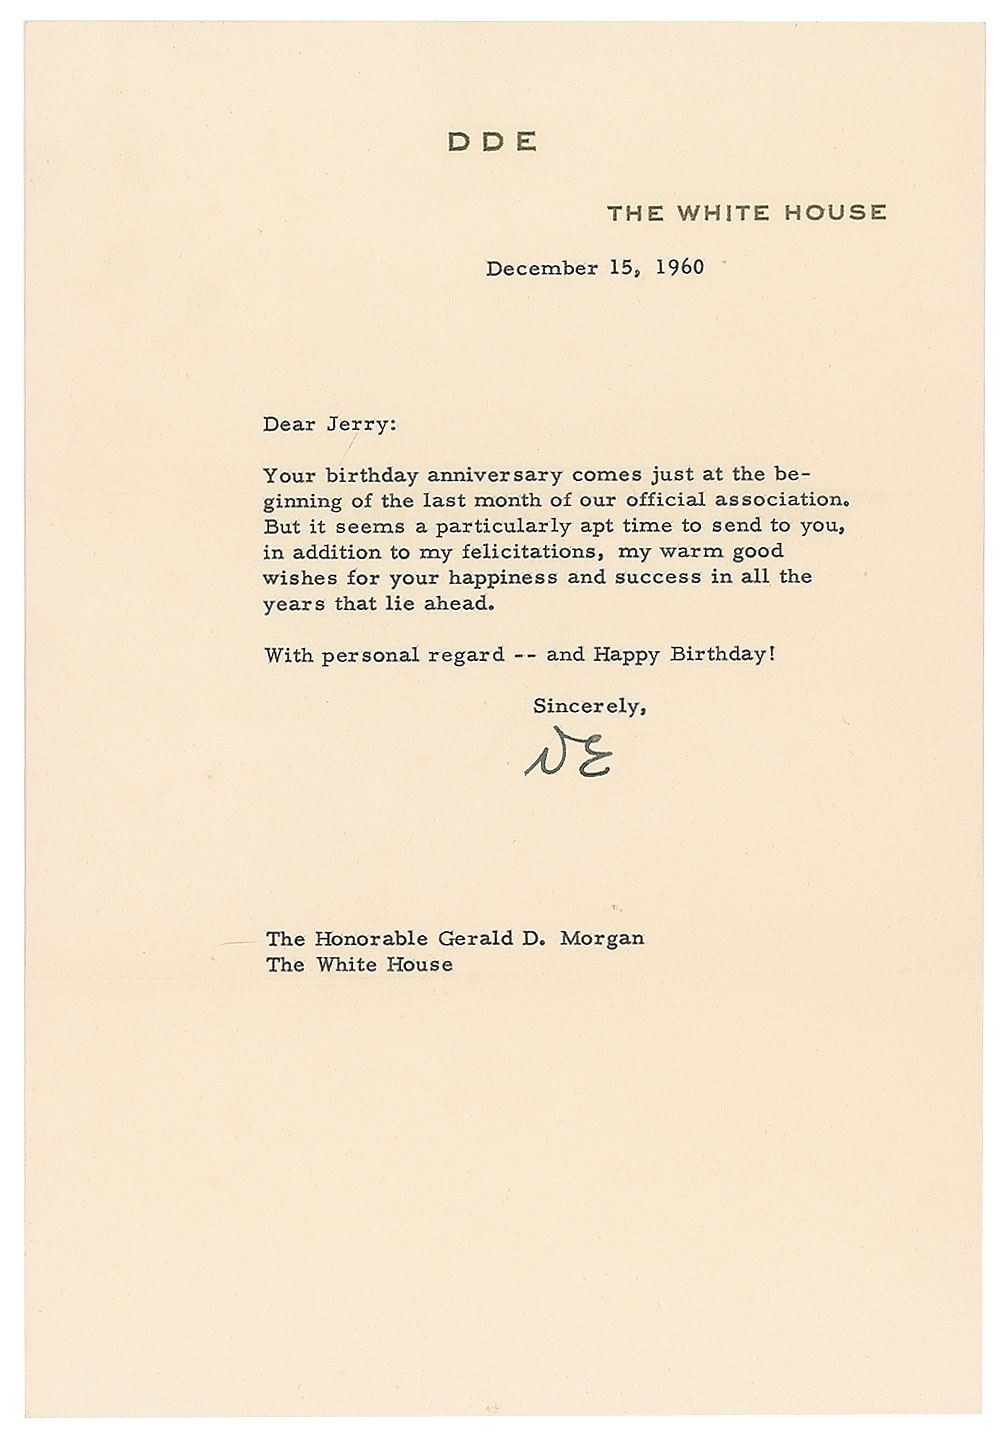 DDE
THE WHITE HOUSE
December 15, 1960
Dear Jerry:
Your birthday anniversary comes just at the be-
ginning of the last month of our official association.
But it seems a particularly apt time to send to you,
in addition to my felicitations, my warm good
wishes for your happiness and success in all the
years that lie ahead.
With personal regard -- and Happy Birthday!
Sincerely,
DE
The Honorable Gerald D. Morgan
The White House